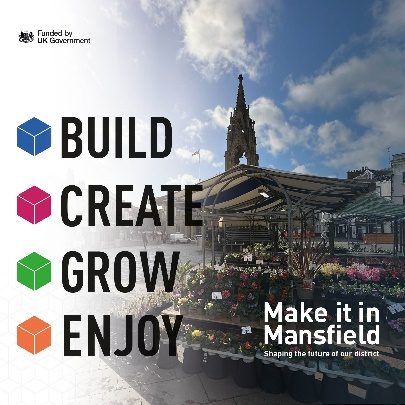 Funded by
UK Government
BUILD
CREATE
GROW
ENJOY
Make it in
Mansfield
Shaping the future of our district